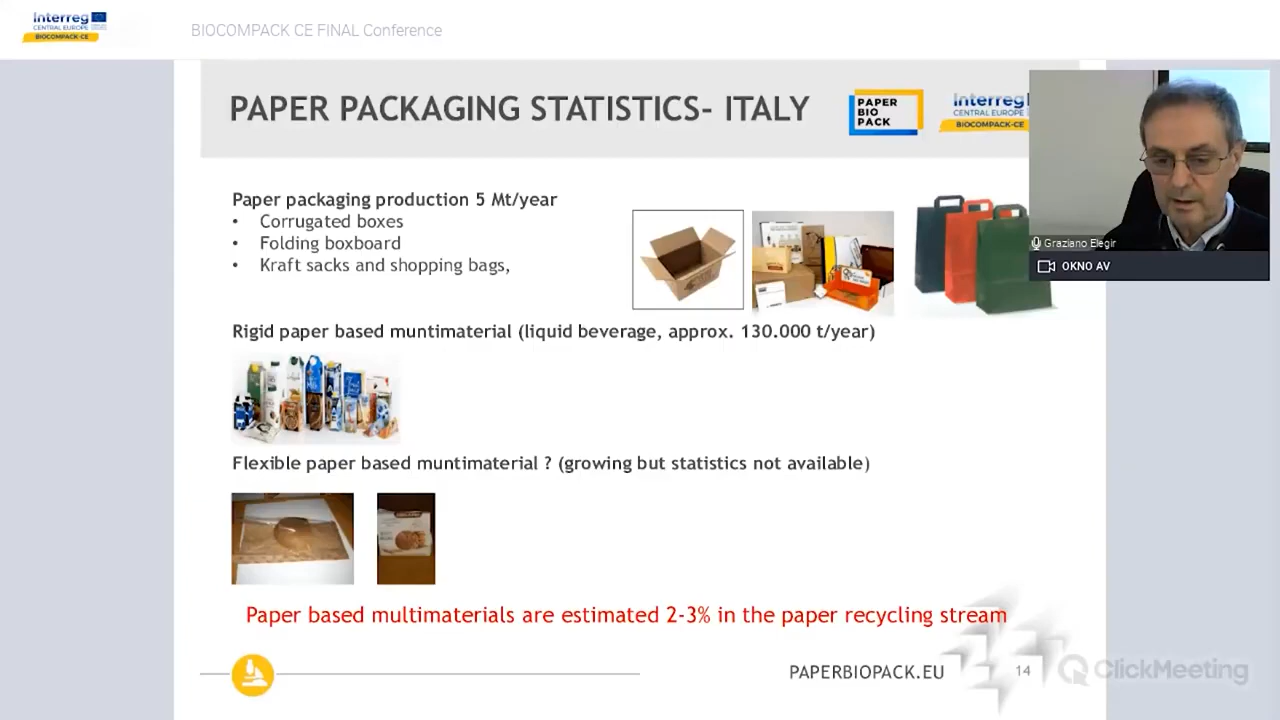 Interreg
CENTRAL EUROPE
BIOCOMPACK-CE
BIOCOMPACK CE FINAL Conference
PAPER PACKAGING STATISTICS- ITALY
PAPER
BIO
PACK
Interreg
CENTRAL EUROPE
BIOCOMPACK-CE
Graziano Elegir
OKNO AV
Paper packaging production 5 Mt/year
• Corrugated boxes
• Folding boxboard
• Kraft sacks and shopping bags,
Rigid paper based muntimaterial (liquid beverage, approx. 130.000 t/year)
Flexible paper based muntimaterial ? (growing but statistics not available)
Paper based multimaterials are estimated 2-3% in the paper recycling stream
PAPERBIOPACK.EU
14
ClickMeeting